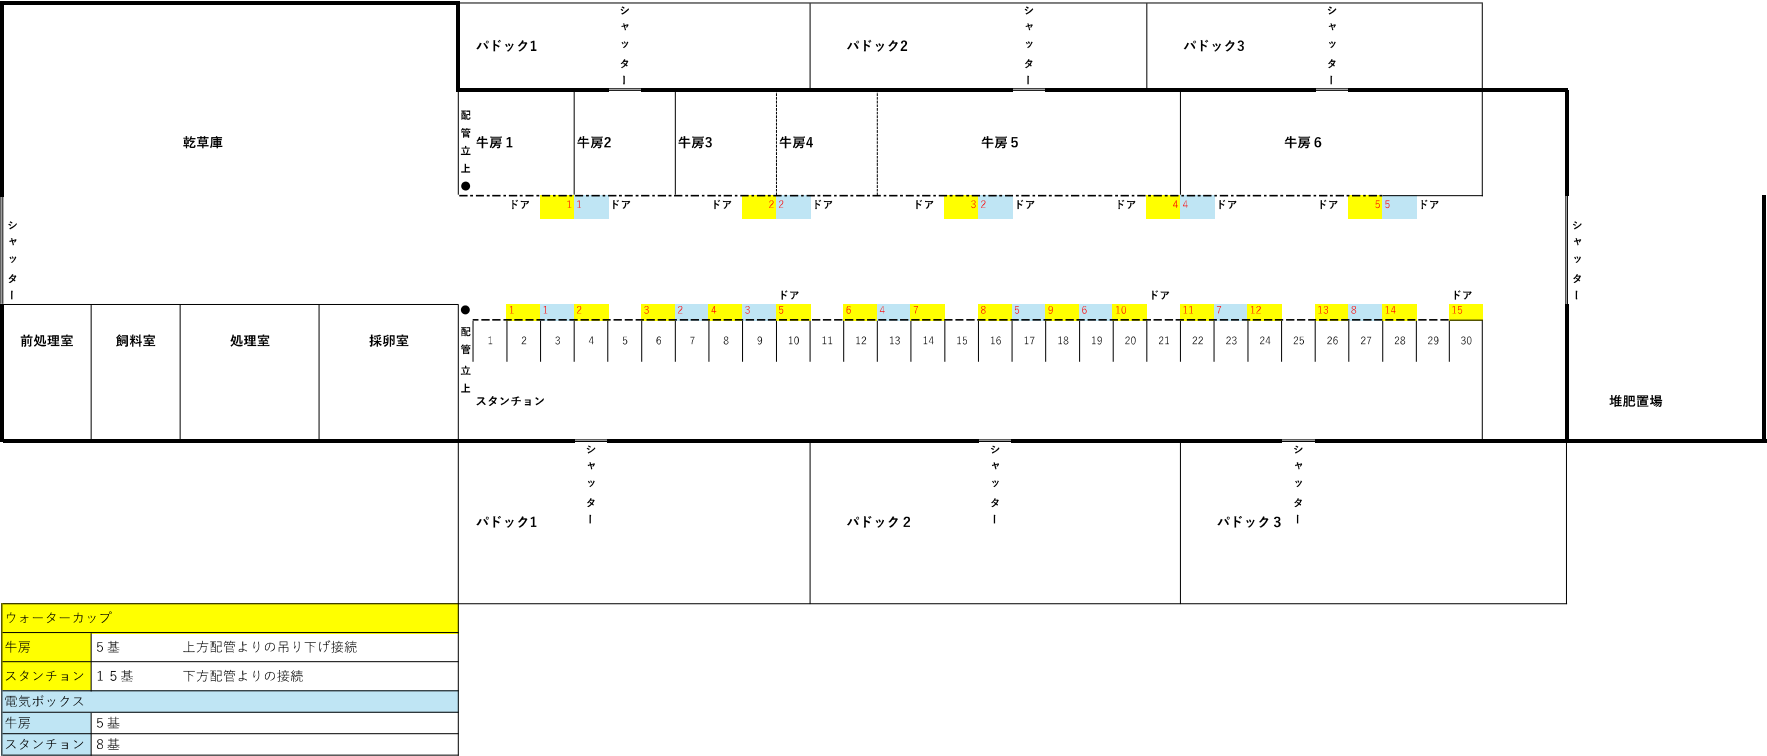 パドック1
シャッター
パドック2
シャッター
パドック3
シャッター
乾草庫
配管立上
●
牛房１
牛房2
牛房3
牛房4
牛房５
牛房６
ドア 1 1 ドア
ドア 2 2 ドア
ドア 3 2 ドア
ドア 4 4 ドア
ドア 5 5 ドア
シャッター
シャッター
ドア
ドア
ドア
●
1 1 2 3 2 4 3 5 6 4 7 8 5 9 6 10 11 7 12 13 8 14 15
配管立上
1 2 3 4 5 6 7 8 9 10 11 12 13 14 15 16 17 18 19 20 21 22 23 24 25 26 27 28 29 30
前処理室
飼料室
処理室
採卵室
スタンチョン
堆肥置場
シャッター
シャッター
シャッター
パドック1
パドック２
パドック３
ウォーターカップ
牛房 ５基 上方配管よりの吊り下げ接続
スタンチョン １５基 下方配管よりの接続
電気ボックス
牛房 ５基
スタンチョン ８基